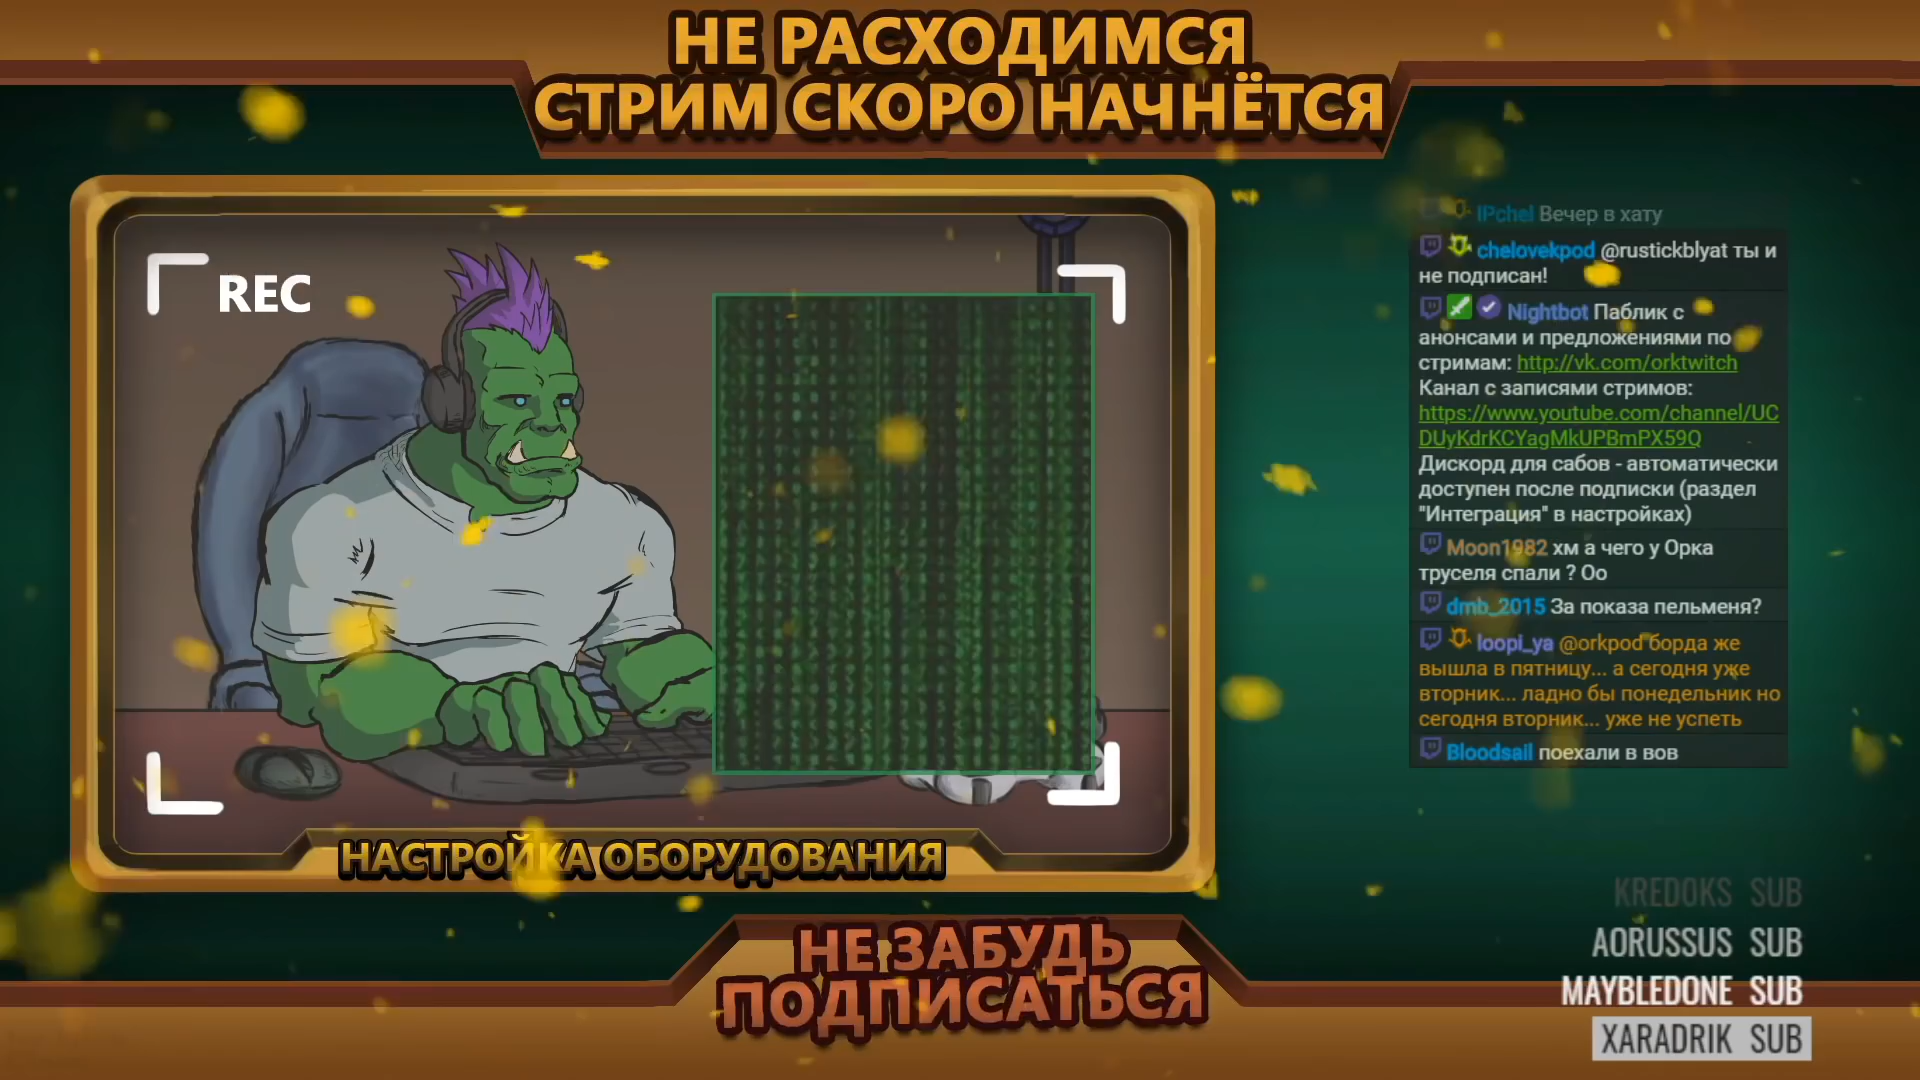 НЕ РАСХОДИМСЯ
СТРИМ СКОРО НАЧНЁТСЯ
REC
НАСТРОЙКА ОБОРУДОВАНИЯ
НЕ ЗАБУДЬ
ПОДПИСАТЬСЯ
IPchel Вечер в хату
chelovekpod @rustickblyat ты и
не подписан!
Nightbot Паблик с
анонсами и предложениями по
стримам: http://vk.com/orktwitch
Канал с записями стримов:
https://www.youtube.com/channel/UC
DUyKdrKCYagMkUPBmPX59Q
Дискорд для сабов - автоматически
доступен после подписки (раздел
"Интеграция" в настройках)
Moon1982 хм а чего у Орка
труселя спали ? Оо
dmb_2015 За показа пельменя?
loopi_ya @orkpod борда же
вышла в пятницу... а сегодня уже
вторник... ладно бы понедельник но
сегодня вторник... уже не успеть
Bloodsail поехали в вов
KREDOKS SUB
AORUSSUS SUB
MAYBLEDONE SUB
XARADRIK SUB